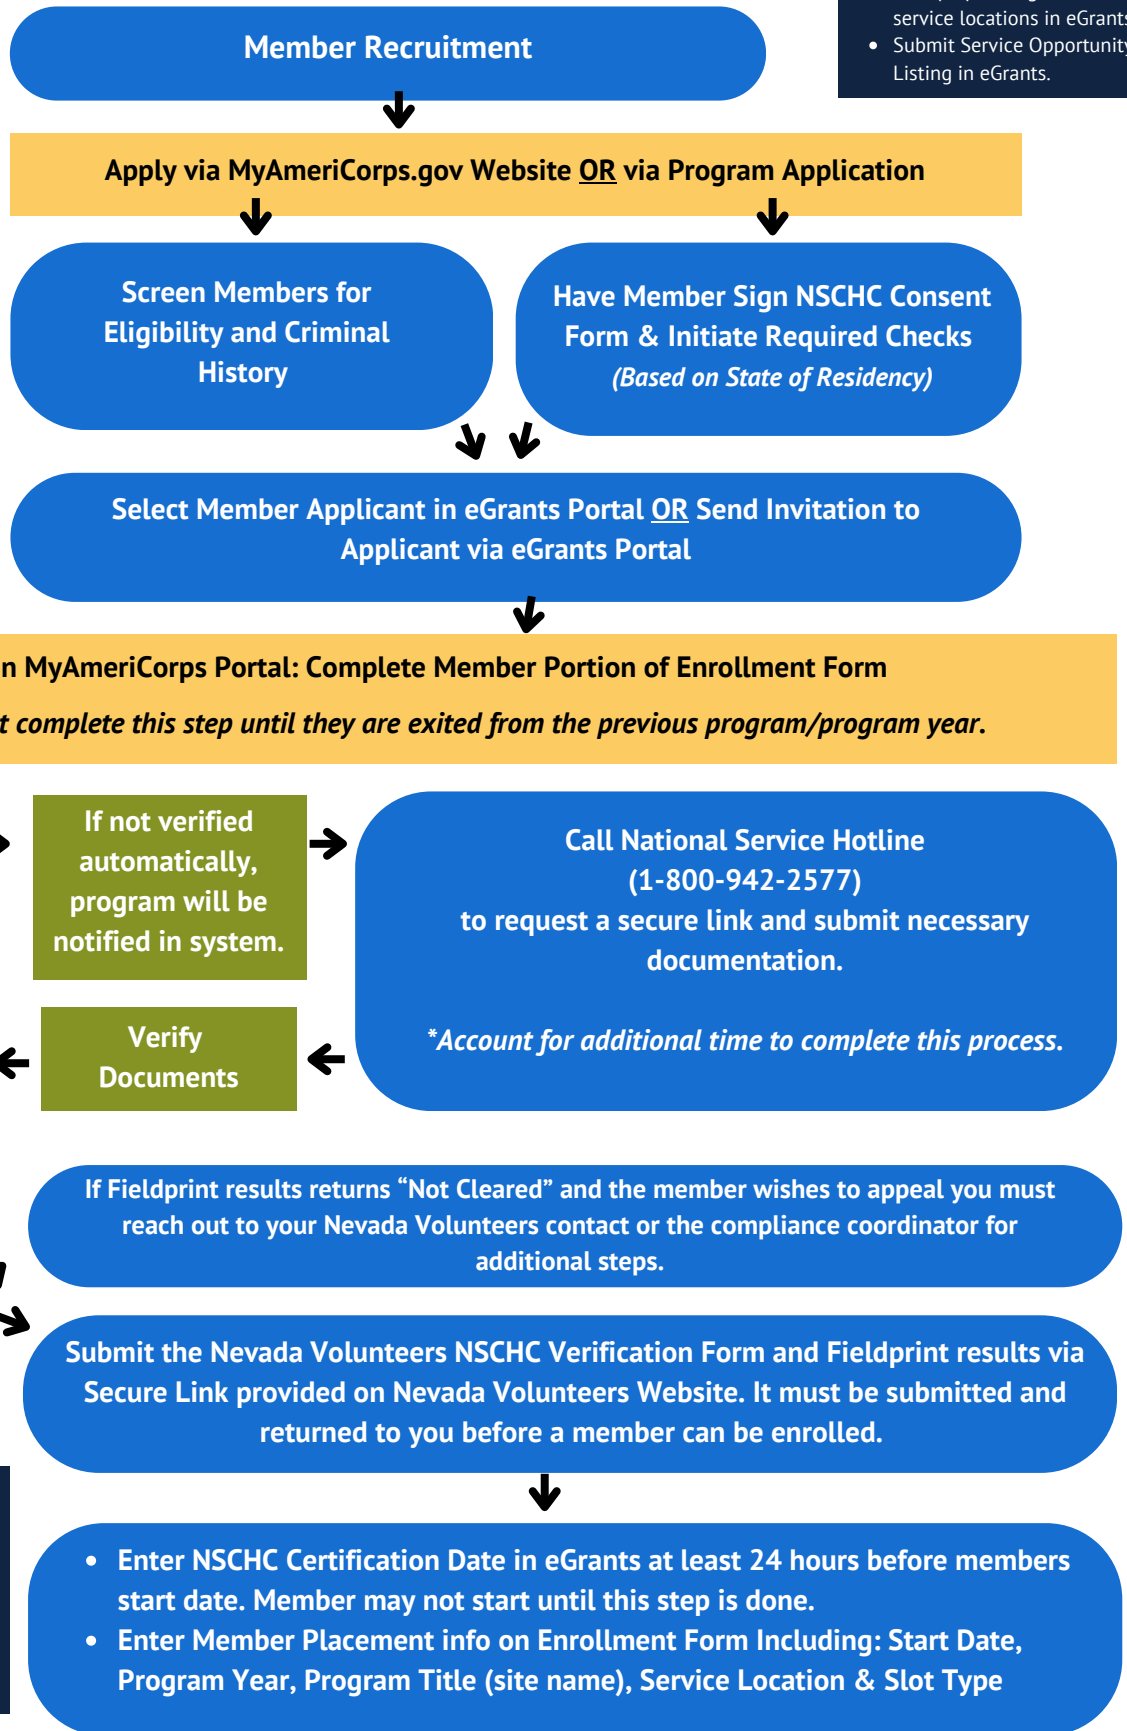 Member Recruitment
service locations in eGrants
• Submit Service Opportunity
Listing in eGrants.
Apply via MyAmeriCorps.gov Website OR via Program Application
Screen Members for
Eligibility and Criminal
History
Have Member Sign NSCHC Consent
Form & Initiate Required Checks
(Based on State of Residency)
Select Member Applicant in eGrants Portal OR Send Invitation to
Applicant via eGrants Portal
n MyAmeriCorps Portal: Complete Member Portion of Enrollment Form
t complete this step until they are exited from the previous program/program year.
If not verified
automatically,
program will be
notified in system.
Call National Service Hotline
(1-800-942-2577)
to request a secure link and submit necessary
documentation.
*Account for additional time to complete this process.
Verify
Documents
If Fieldprint results returns “Not Cleared” and the member wishes to appeal you must
reach out to your Nevada Volunteers contact or the compliance coordinator for
additional steps.
Submit the Nevada Volunteers NSCHC Verification Form and Fieldprint results via
Secure Link provided on Nevada Volunteers Website. It must be submitted and
returned to you before a member can be enrolled.
• Enter NSCHC Certification Date in eGrants at least 24 hours before members
start date. Member may not start until this step is done.
• Enter Member Placement info on Enrollment Form Including: Start Date,
Program Year, Program Title (site name), Service Location & Slot Type